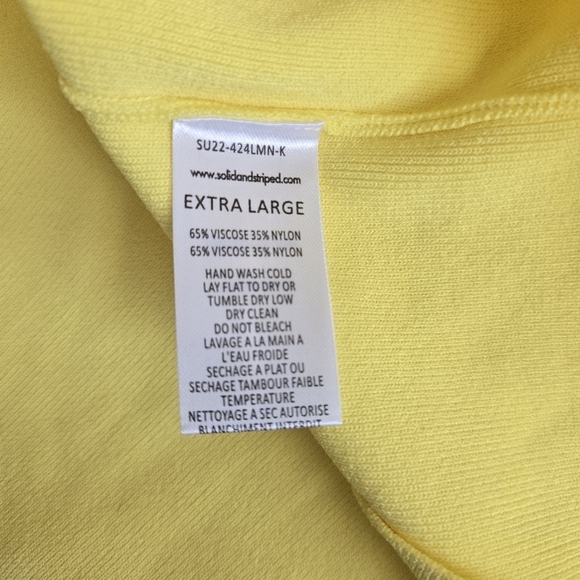 SU22-424LMN-K
www.solidandstriped.com
EXTRA LARGE
65% VISCOSE 35% NYLON
65% VISCOSE 35% NYLON
HAND WASH COLD
LAY FLAT TO DRY OR
TUMBLE DRY LOW
DRY CLEAN
DO NOT BLEACH
LAVAGE A LA MAIN A
L'EAU FROIDE
SECHAGE A PLAT OU
SECHAGE TAMBOUR FAIBLE
TEMPERATURE
NETTOYAGE A SEC AUTORISE
BLANCHIMENT INTERDIT